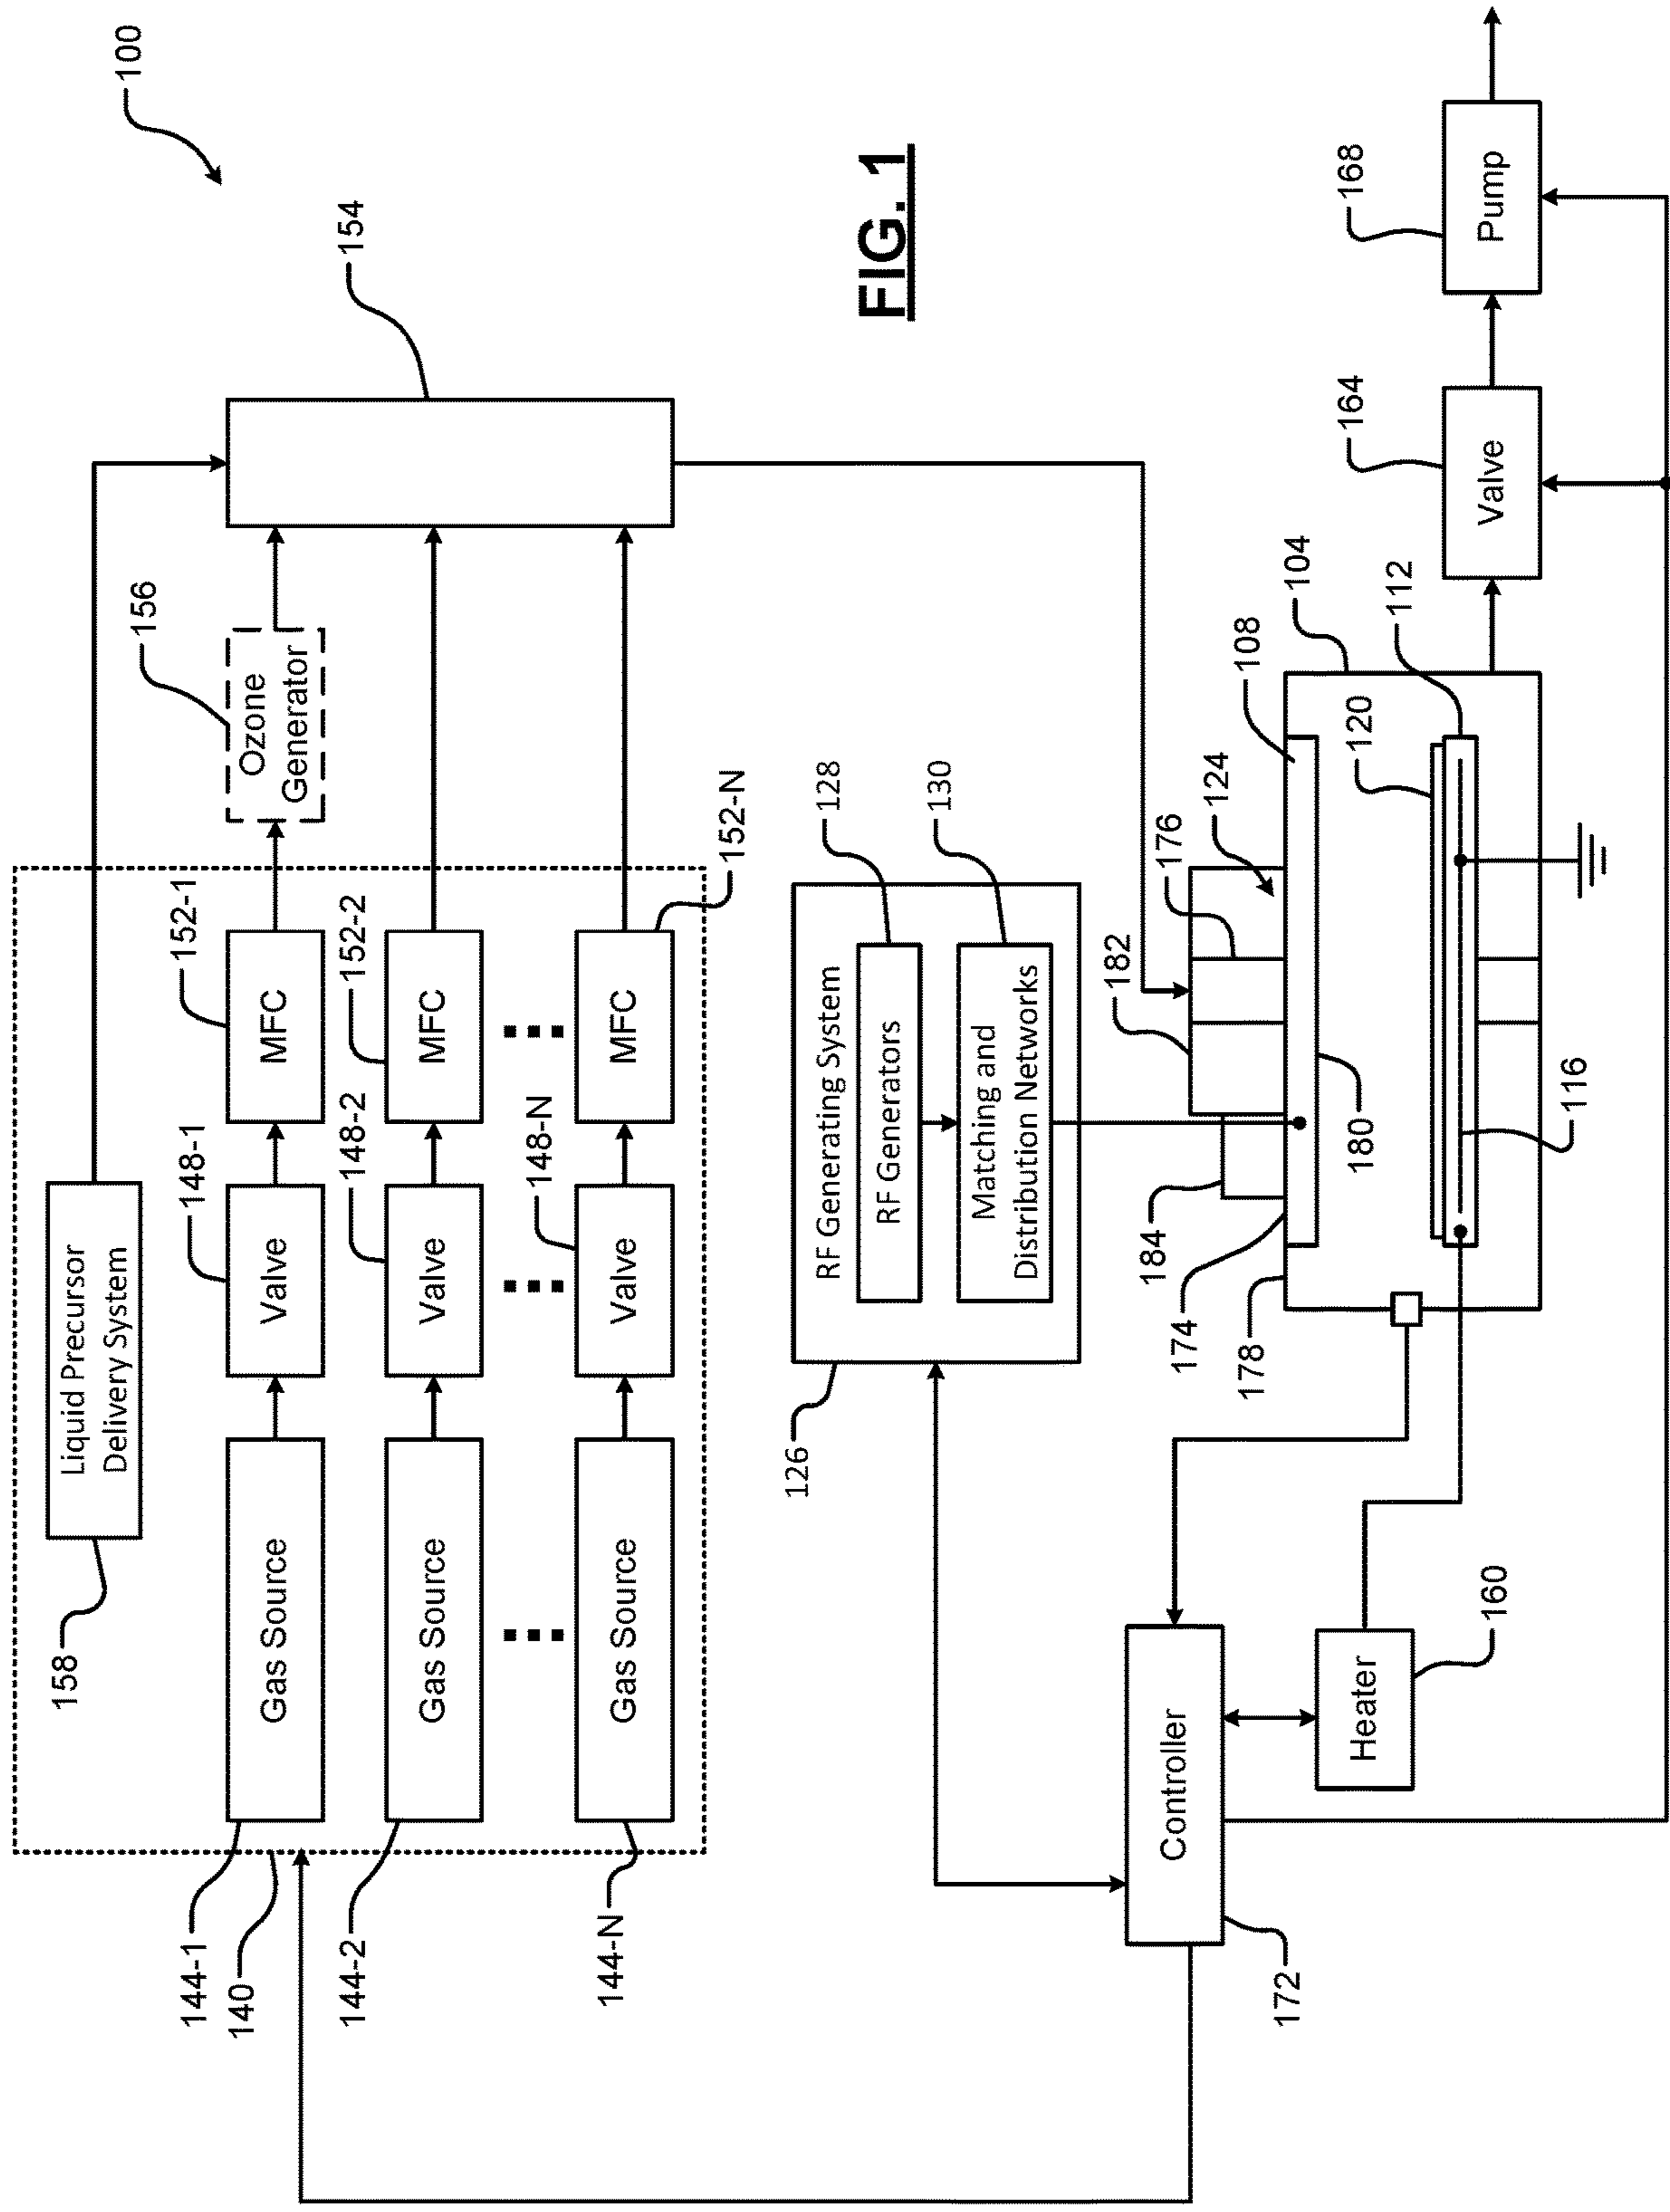 100
158
Liquid Precursor
Delivery System
144-1
140
Gas Source
148-1
Valve
152-1
MFC
156
Ozone
Generator
154
144-2
Gas Source
148-2
Valve
152-2
MFC
144-N
Gas Source
148-N
Valve
MFC
152-N
126
RF Generating System
RF Generators
128
Matching and
Distribution Networks
130
FIG. 1
172
Controller
160
Heater
184
174
178
182
176
124
108
104
180
116
120
112
164
Valve
168
Pump